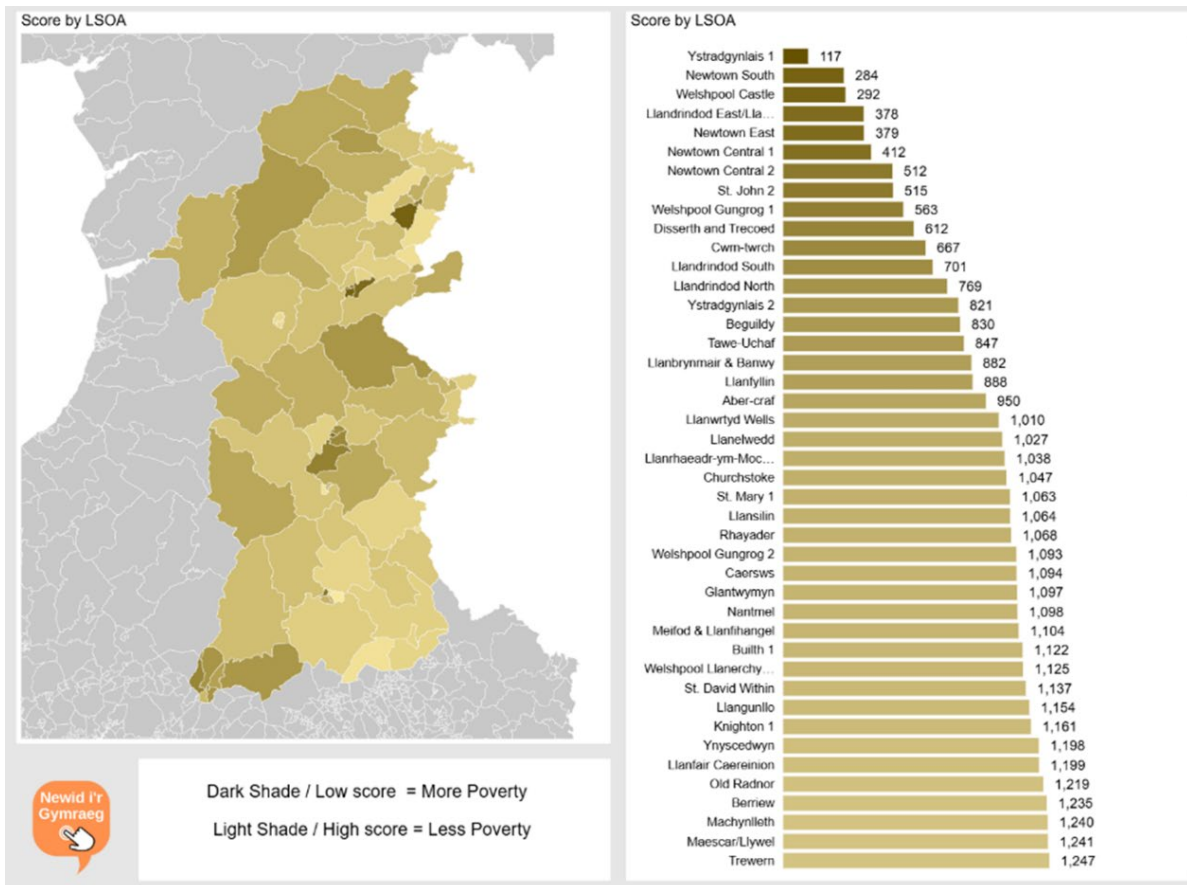 Score by LSOA
Dark Shade / Low score = More Poverty
Light Shade / High score = Less Poverty
Newid i'r
Gymraeg
Score by LSOA
Ystradgynlais 1 117
Newtown South 284
Welshpool Castle 292
Llandrindod East/Lla... 378
Newtown East 379
Newtown Central 1 412
Newtown Central 2 512
St. John 2 515
Welshpool Gungrog 1 563
Disserth and Trecoed 612
Cwm-twrch 667
Llandrindod South 701
Llandrindod North 769
Ystradgynlais 2 821
Beguildy 830
Tawe-Uchaf 847
Llanbrynmair & Banwy 882
Llanfyllin 888
Aber-craf 950
Llanwrtyd Wells 1,010
Llanelwedd 1,027
Llanrhaeadr-ym-Moc... 1,038
Churchstoke 1,047
St. Mary 1 1,063
Llansilin 1,064
Rhayader 1,068
Welshpool Gungrog 2 1,093
Caersws 1,094
Glantwymyn 1,097
Nantmel 1,098
Meifod & Llanfihangel 1,104
Builth 1 1,122
Welshpool Llanerchy... 1,125
St. David Within 1,137
Llangunllo 1,154
Knighton 1 1,161
Ynyscedwyn 1,198
Llanfair Caereinion 1,199
Old Radnor 1,219
Berriew 1,235
Machynlleth 1,240
Maescar/Llywel 1,241
Trewern 1,247